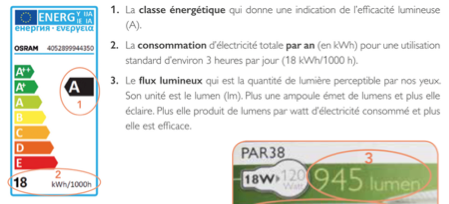 ENERG Y IJA
IE IA
енергия · ενεργεια
OSRAM 4052899944350
A++
A+
A
B
C
D
E
A
1
2
18 kWh/1000h
1. La classe énergétique qui donne une indication de l'efficacité lumineuse
(A).
2. La consommation d'électricité totale par an (en kWh) pour une utilisation
standard d'environ 3 heures par jour (18 kWh/1000 h).
3. Le flux lumineux qui est la quantité de lumière perceptible par nos yeux.
Son unité est le lumen (lm). Plus une ampoule émet de lumens et plus elle
éclaire. Plus elle produit de lumens par watt d'électricité consommé et plus
elle est efficace.
PAR38
3
18W 120 945 lumen
Watt